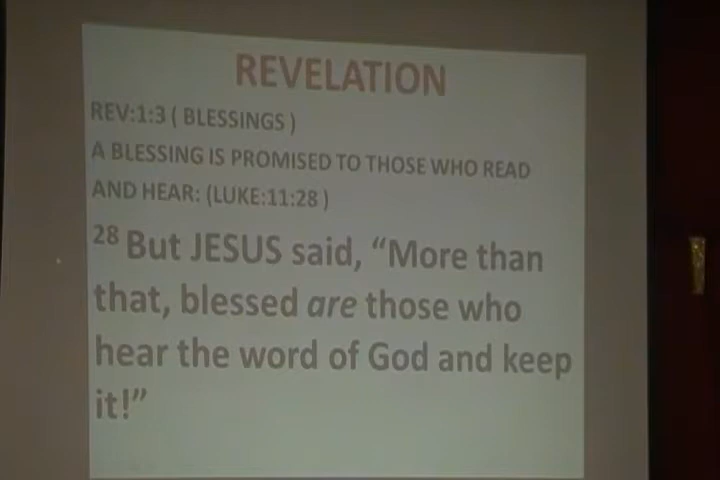 REVELATION
REV:1:3 ( BLESSINGS )
A BLESSING IS PROMISED TO THOSE WHO READ
AND HEAR: (LUKE:11:28 )
28 But JESUS said, “More than
that, blessed are those who
hear the word of God and keep
it!”